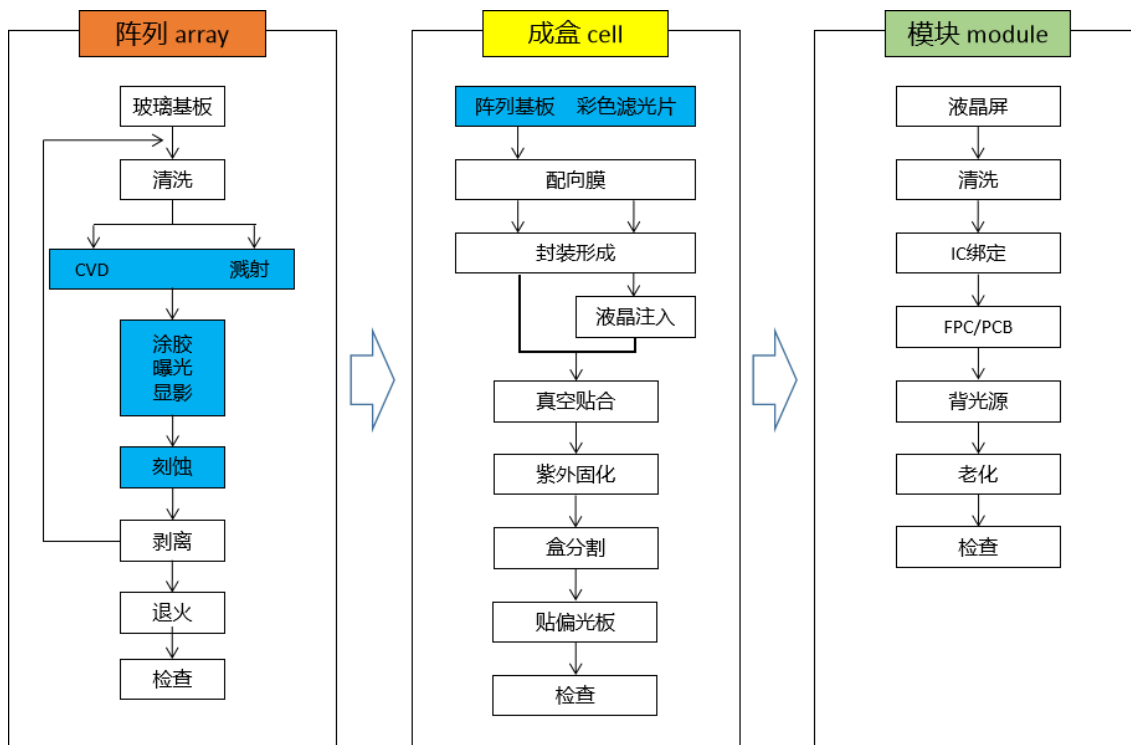 阵列 array
玻璃基板
清洗
CVD 溅射
涂胶
曝光
显影
刻蚀
剥离
退火
检查
成盒 cell
阵列基板 彩色滤光片
配向膜
封装形成
液晶注入
真空贴合
紫外固化
盒分割
贴偏光板
检查
模块 module
液晶屏
清洗
IC绑定
FPC/PCB
背光源
老化
检查